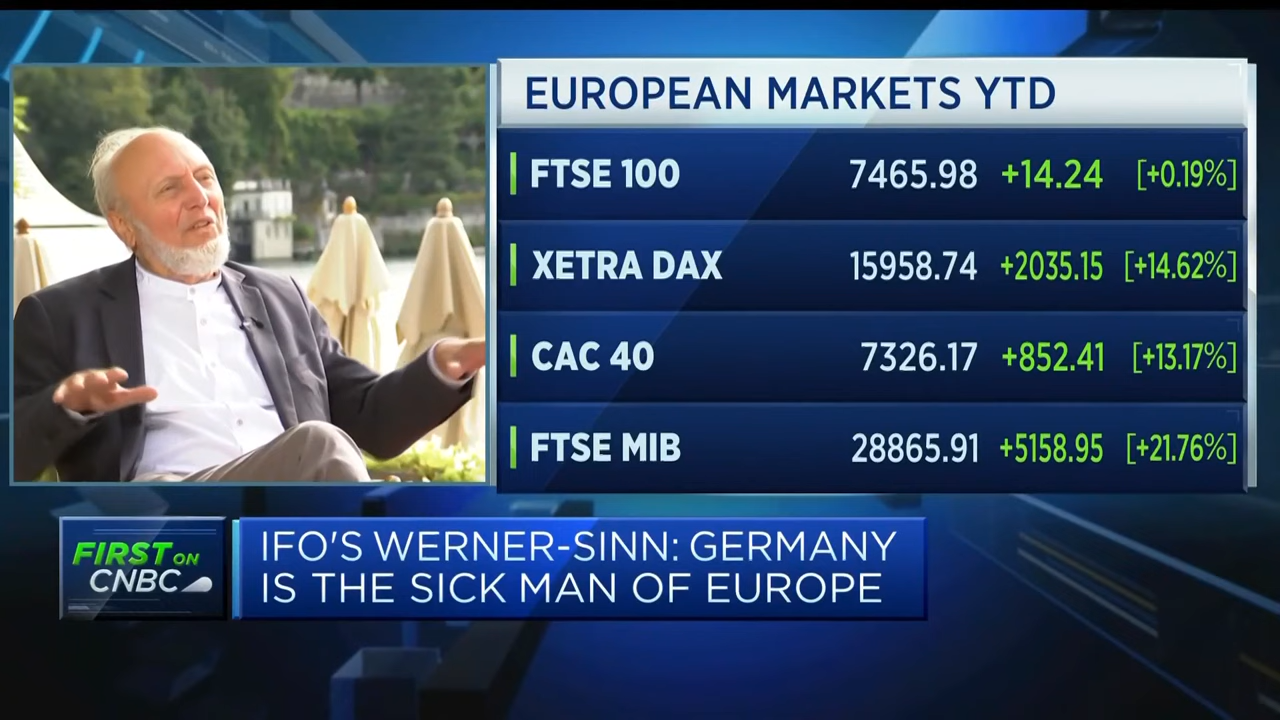 EUROPEAN MARKETS YTD
FTSE 100 7465.98 +14.24 [+0.19%]
XETRA DAX 15958.74 +2035.15 [+14.62%]
CAC 40 7326.17 +852.41 [+13.17%]
FTSE MIB 28865.91 +5158.95 [+21.76%]
FIRST ON
CNBC
IFO'S WERNER-SINN: GERMANY
IS THE SICK MAN OF EUROPE